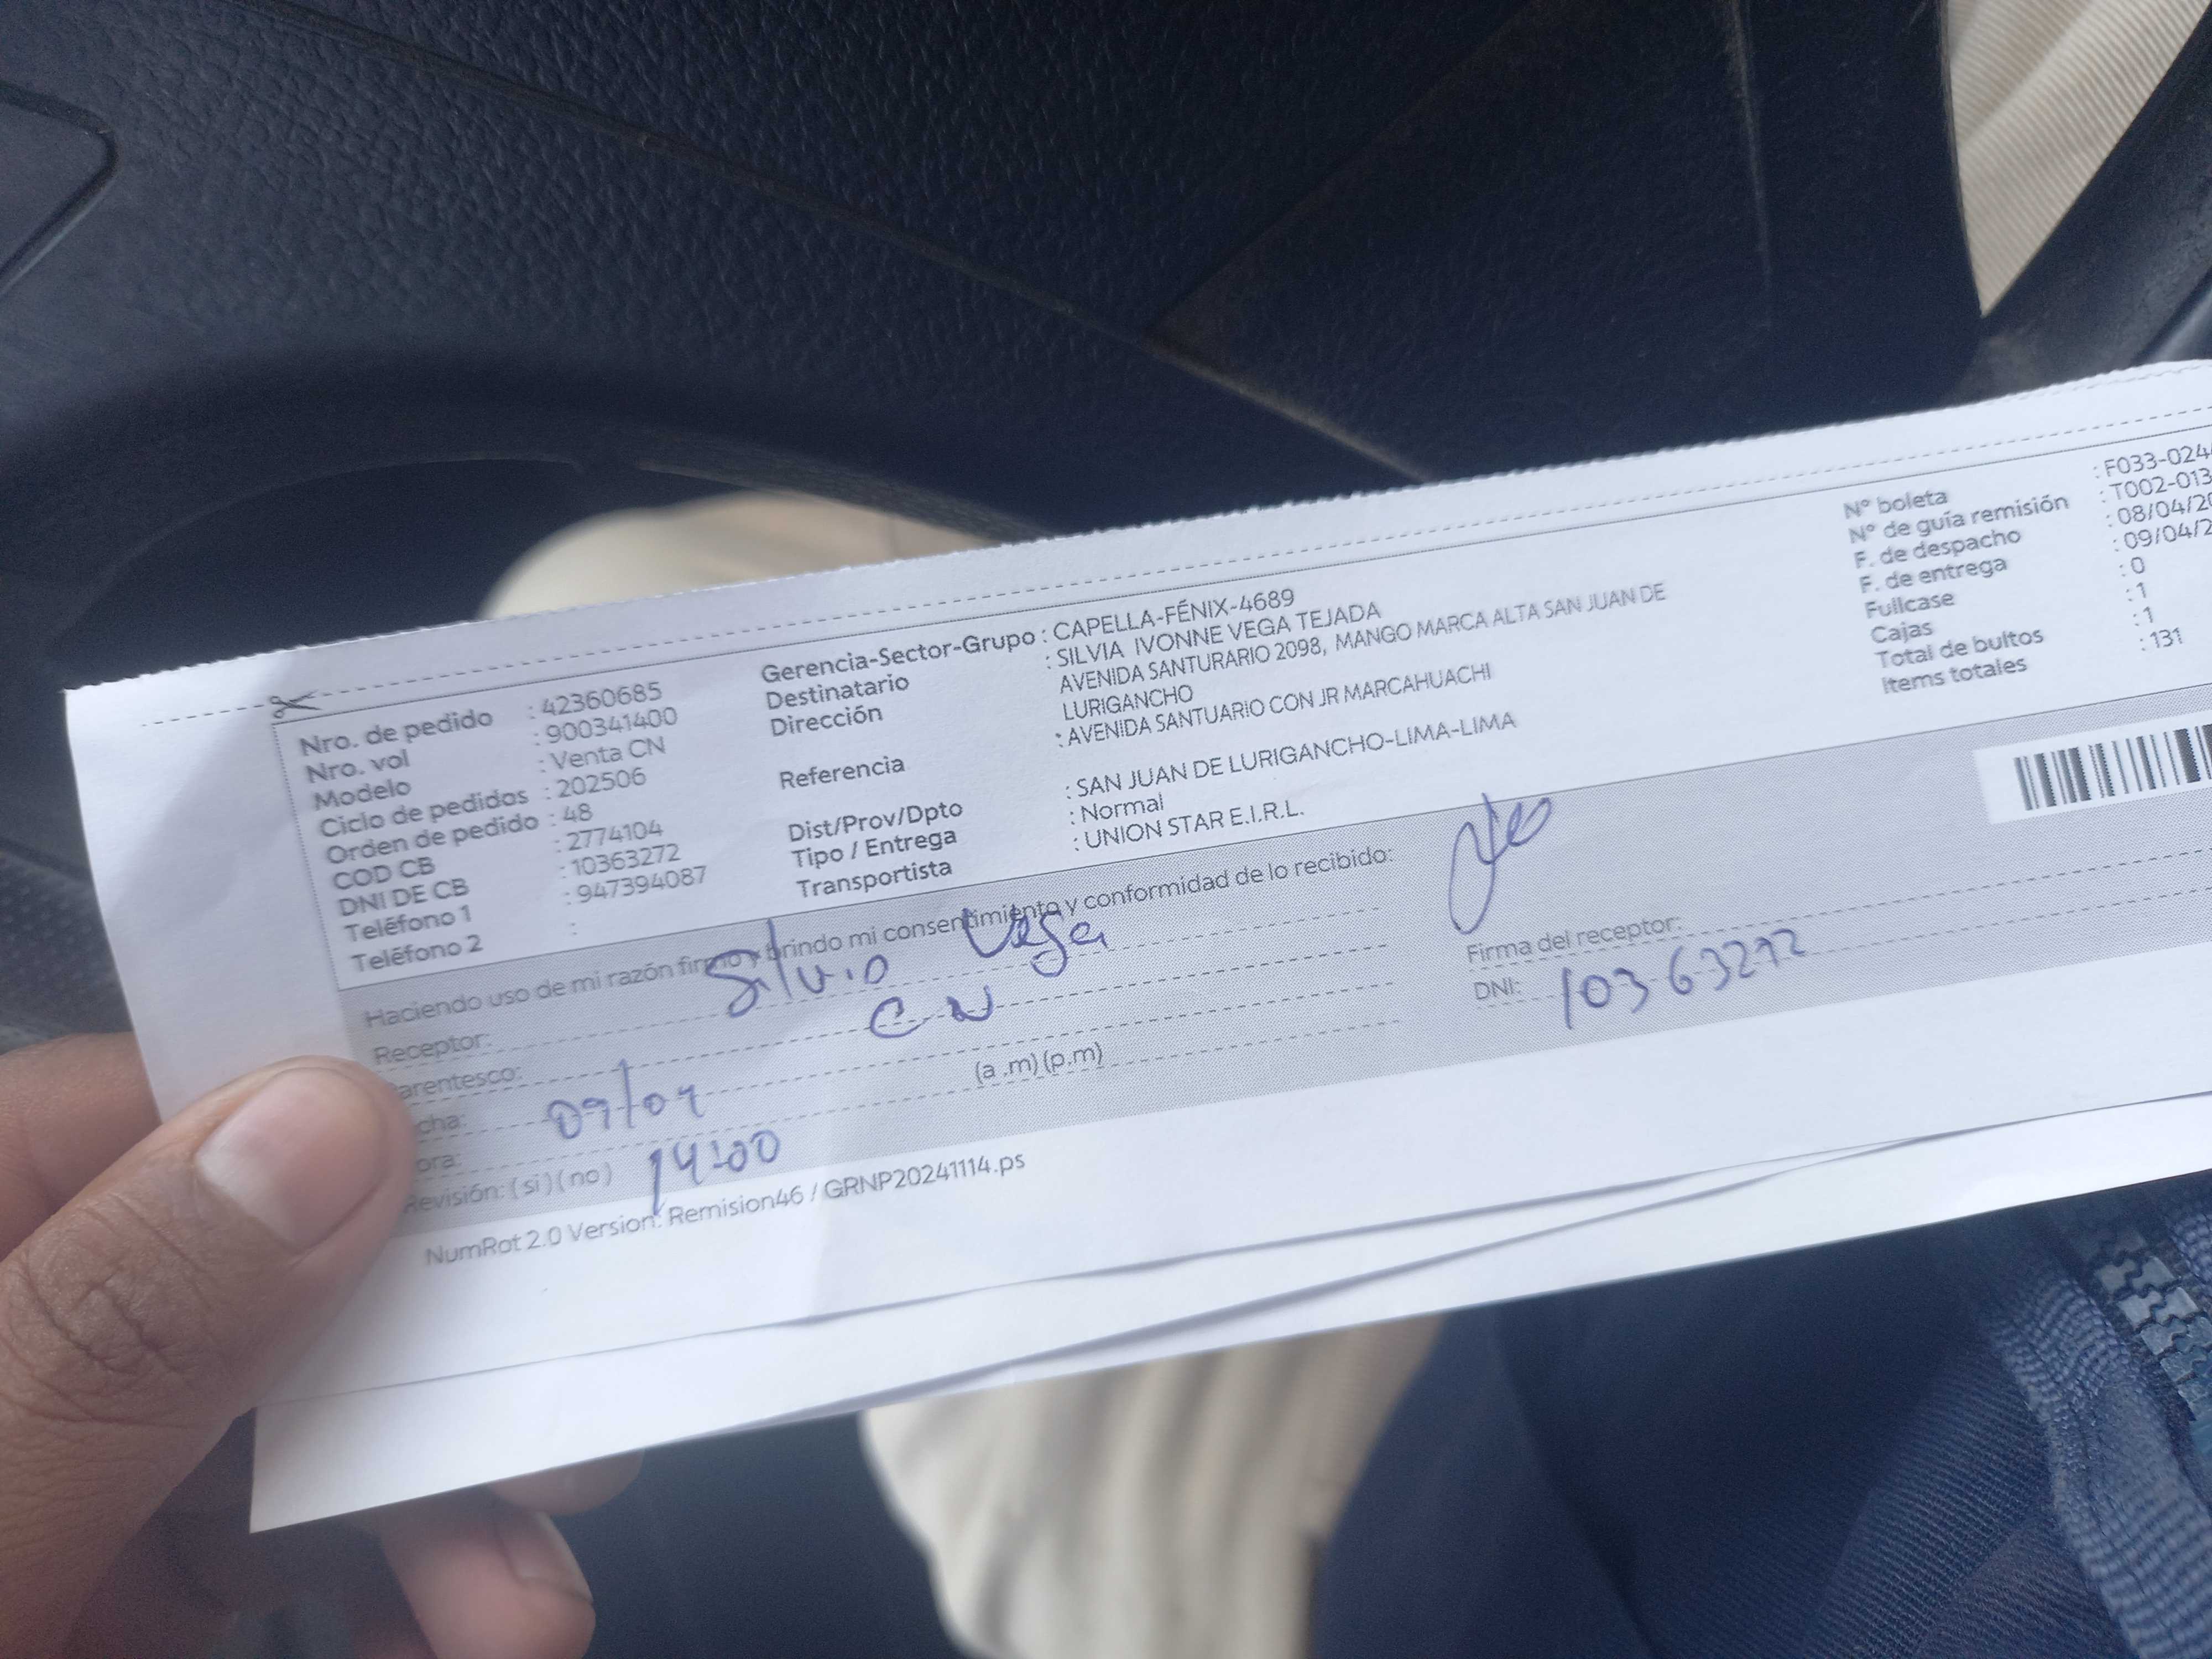 Nro. de pedido : 42360685
Nro. vol : 900341400
Modelo : Venta CN
Ciclo de pedidos : 202506
Orden de pedido : 48
COD CB : 2774104
DNI DE CB : 10363272
Teléfono 1 : 947394087
Teléfono 2 :
Gerencia-Sector-Grupo : CAPELLA-FÉNIX-4689
Destinatario : SILVIA IVONNE VEGA TEJADA
Dirección AVENIDA SANTURARIO 2098, MANGO MARCA ALTA SAN JUAN DE
LURIGANCHO
Referencia : AVENIDA SANTUARIO CON JR MARCAHUACHI
Dist/Prov/Dpto : SAN JUAN DE LURIGANCHO-LIMA-LIMA
Tipo / Entrega : Normal
Transportista : UNION STAR E.I.R.L.
N° boleta : F033-024
N° de guía remisión : T002-013
F. de despacho : 08/04/20
F. de entrega : 09/04/2
Fullcase : 0
Cajas : 1
Total de bultos : 1
Items totales : 131
Haciendo uso de mi razón firmo y brindo mi consentimiento y conformidad de lo recibido:
Receptor: Silvia Vega
arentesco: CN
cha: 09/04
ora: 14:00 (a .m) (p.m)
Revisión: ( si ) ( no )
Firma del receptor:
DNI: 10363272
NumRot 2.0 Version: Remision46 / GRNP20241114.ps